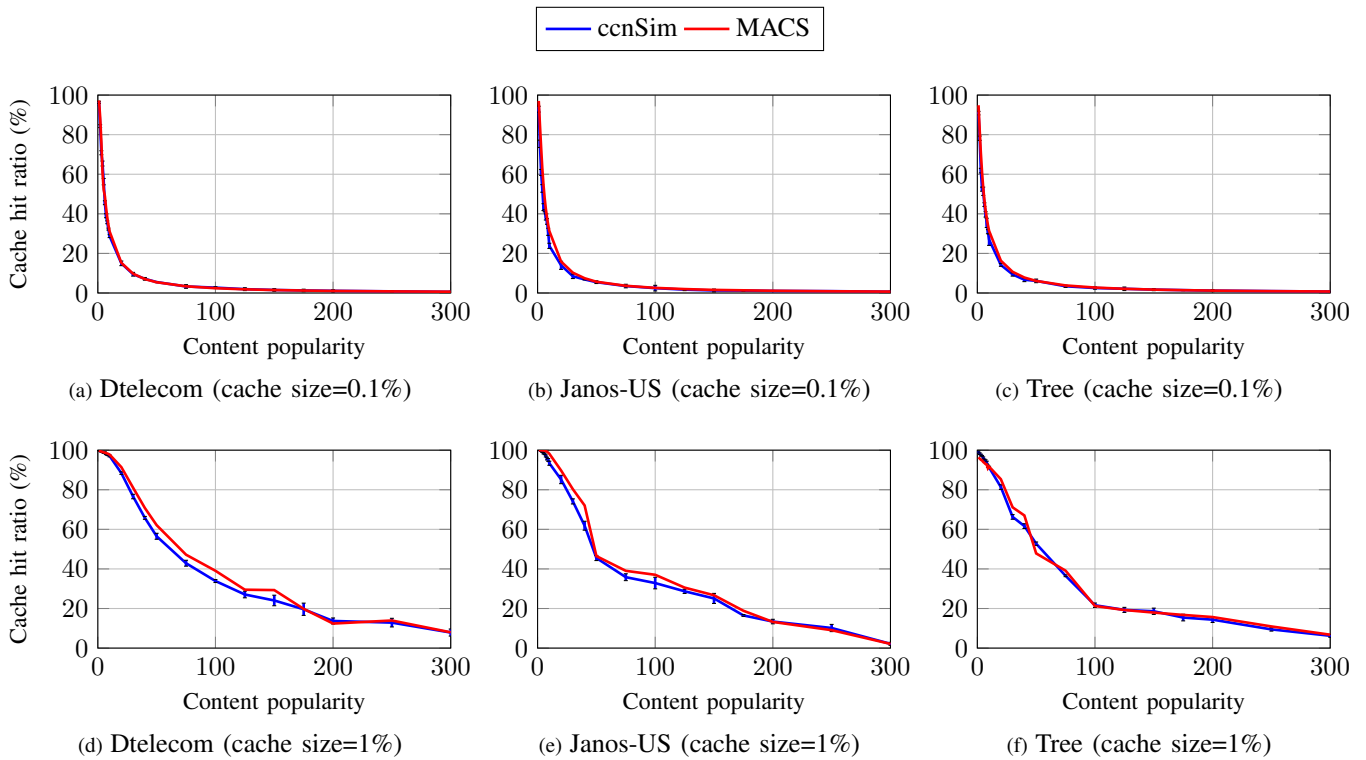 ccnSim MACS
Cache hit ratio (%)
100
80
60
40
20
0
0 100 200 300
Content popularity
(a) Dtelecom (cache size=0.1%)
100
80
60
40
20
0
0 100 200 300
Content popularity
(b) Janos-US (cache size=0.1%)
100
80
60
40
20
0
0 100 200 300
Content popularity
(c) Tree (cache size=0.1%)
Cache hit ratio (%)
100
80
60
40
20
0
0 100 200 300
Content popularity
(d) Dtelecom (cache size=1%)
100
80
60
40
20
0
0 100 200 300
Content popularity
(e) Janos-US (cache size=1%)
100
80
60
40
20
0
0 100 200 300
Content popularity
(f) Tree (cache size=1%)